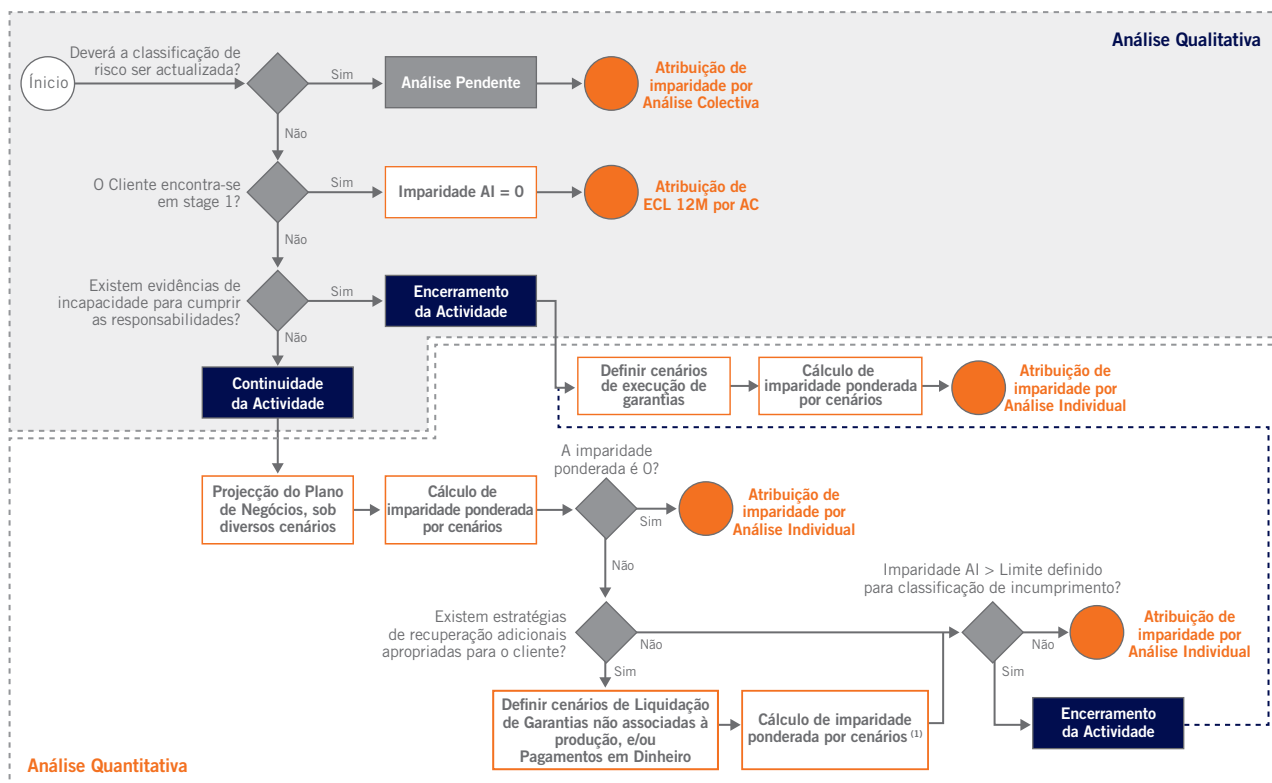 Análise Qualitativa
Deverá a classificação de
risco ser actualizada?
Ínicio
Sim
Análise Pendente
Atribuição de
imparidade por
Análise Colectiva
Não
O Cliente encontra-se
em stage 1?
Sim
Imparidade AI = 0
Atribuição de
ECL 12M por AC
Não
Existem evidências de
incapacidade para cumprir
as responsabilidades?
Sim
Encerramento
da Actividade
Não
Continuidade
da Actividade
Definir cenários
de execução de
garantias
Cálculo de
imparidade ponderada
por cenários
Atribuição de
imparidade por
Análise Individual
A imparidade
ponderada é 0?
Projecção do Plano
de Negócios, sob
diversos cenários
Cálculo de
imparidade ponderada
por cenários
Sim
Atribuição de
imparidade por
Análise Individual
Não
Imparidade AI > Limite definido
para classificação de incumprimento?
Existem estratégias
de recuperação adicionais
apropriadas para o cliente?
Não
Não
Atribuição de
imparidade por
Análise Individual
Sim
Sim
Definir cenários de Liquidação
de Garantias não associadas à
produção, e/ou
Pagamentos em Dinheiro
Cálculo de imparidade
ponderada por cenários (1)
Encerramento
da Actividade
Análise Quantitativa